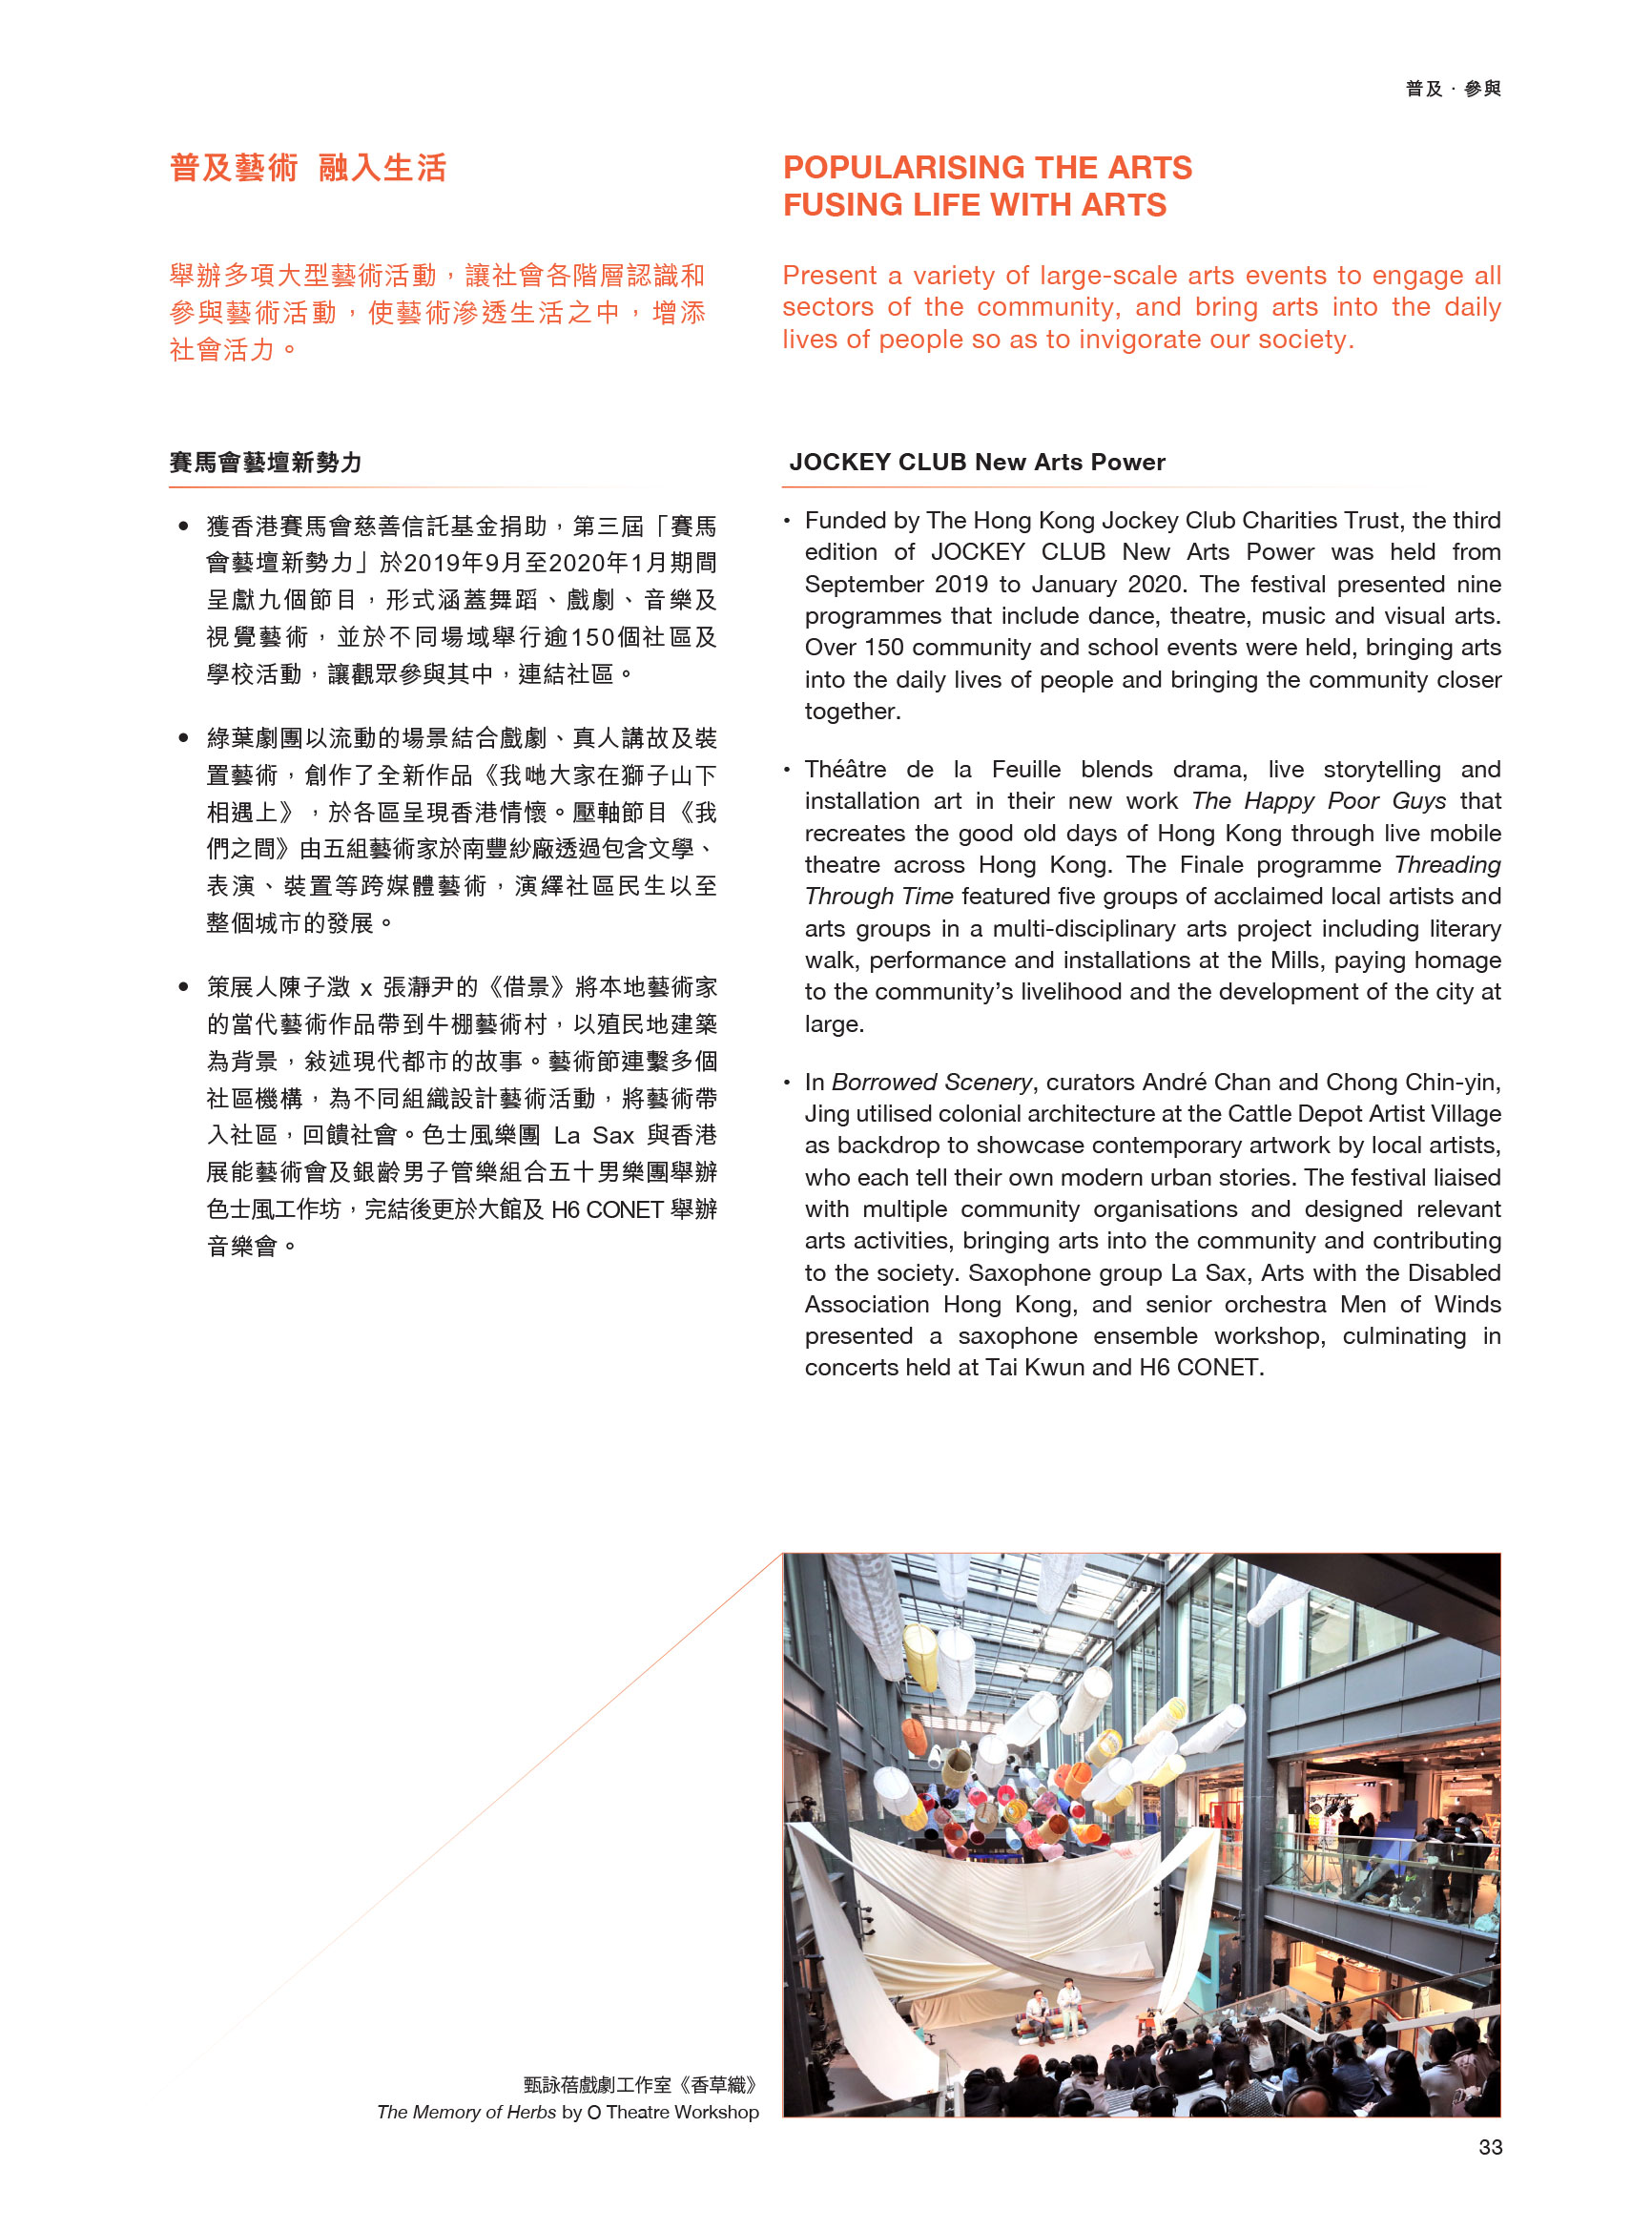 普及．參與
普及藝術 融入生活
舉辦多項大型藝術活動，讓社會各階層認識和
參與藝術活動，使藝術滲透生活之中，增添
社會活力。
賽馬會藝壇新勢力
• 獲香港賽馬會慈善信託基金捐助，第三屆「賽馬
會藝壇新勢力」於2019年9月至2020年1月期間
呈獻九個節目，形式涵蓋舞蹈、戲劇、音樂及
視覺藝術，並於不同場域舉行逾150個社區及
學校活動，讓觀眾參與其中，連結社區。
• 綠葉劇團以流動的場景結合戲劇、真人講故及裝
置藝術，創作了全新作品《我哋大家在獅子山下
相遇上》，於各區呈現香港情懷。壓軸節目《我
們之間》由五組藝術家於南豐紗廠透過包含文學、
表演、裝置等跨媒體藝術，演繹社區民生以至
整個城市的發展。
• 策展人陳子澂 x 張瀞尹的《借景》將本地藝術家
的當代藝術作品帶到牛棚藝術村，以殖民地建築
為背景，敍述現代都市的故事。藝術節連繫多個
社區機構，為不同組織設計藝術活動，將藝術帶
入社區，回饋社會。色士風樂團 La Sax 與香港
展能藝術會及銀齡男子管樂組合五十男樂團舉辦
色士風工作坊，完結後更於大館及 H6 CONET 舉辦
音樂會。
POPULARISING THE ARTS
FUSING LIFE WITH ARTS
Present a variety of large-scale arts events to engage all
sectors of the community, and bring arts into the daily
lives of people so as to invigorate our society.
JOCKEY CLUB New Arts Power
• Funded by The Hong Kong Jockey Club Charities Trust, the third
edition of JOCKEY CLUB New Arts Power was held from
September 2019 to January 2020. The festival presented nine
programmes that include dance, theatre, music and visual arts.
Over 150 community and school events were held, bringing arts
into the daily lives of people and bringing the community closer
together.
• Théâtre de la Feuille blends drama, live storytelling and
installation art in their new work The Happy Poor Guys that
recreates the good old days of Hong Kong through live mobile
theatre across Hong Kong. The Finale programme Threading
Through Time featured five groups of acclaimed local artists and
arts groups in a multi-disciplinary arts project including literary
walk, performance and installations at the Mills, paying homage
to the community’s livelihood and the development of the city at
large.
• In Borrowed Scenery, curators André Chan and Chong Chin-yin,
Jing utilised colonial architecture at the Cattle Depot Artist Village
as backdrop to showcase contemporary artwork by local artists,
who each tell their own modern urban stories. The festival liaised
with multiple community organisations and designed relevant
arts activities, bringing arts into the community and contributing
to the society. Saxophone group La Sax, Arts with the Disabled
Association Hong Kong, and senior orchestra Men of Winds
presented a saxophone ensemble workshop, culminating in
concerts held at Tai Kwun and H6 CONET.
甄詠蓓戲劇工作室《香草織》
The Memory of Herbs by O Theatre Workshop
33